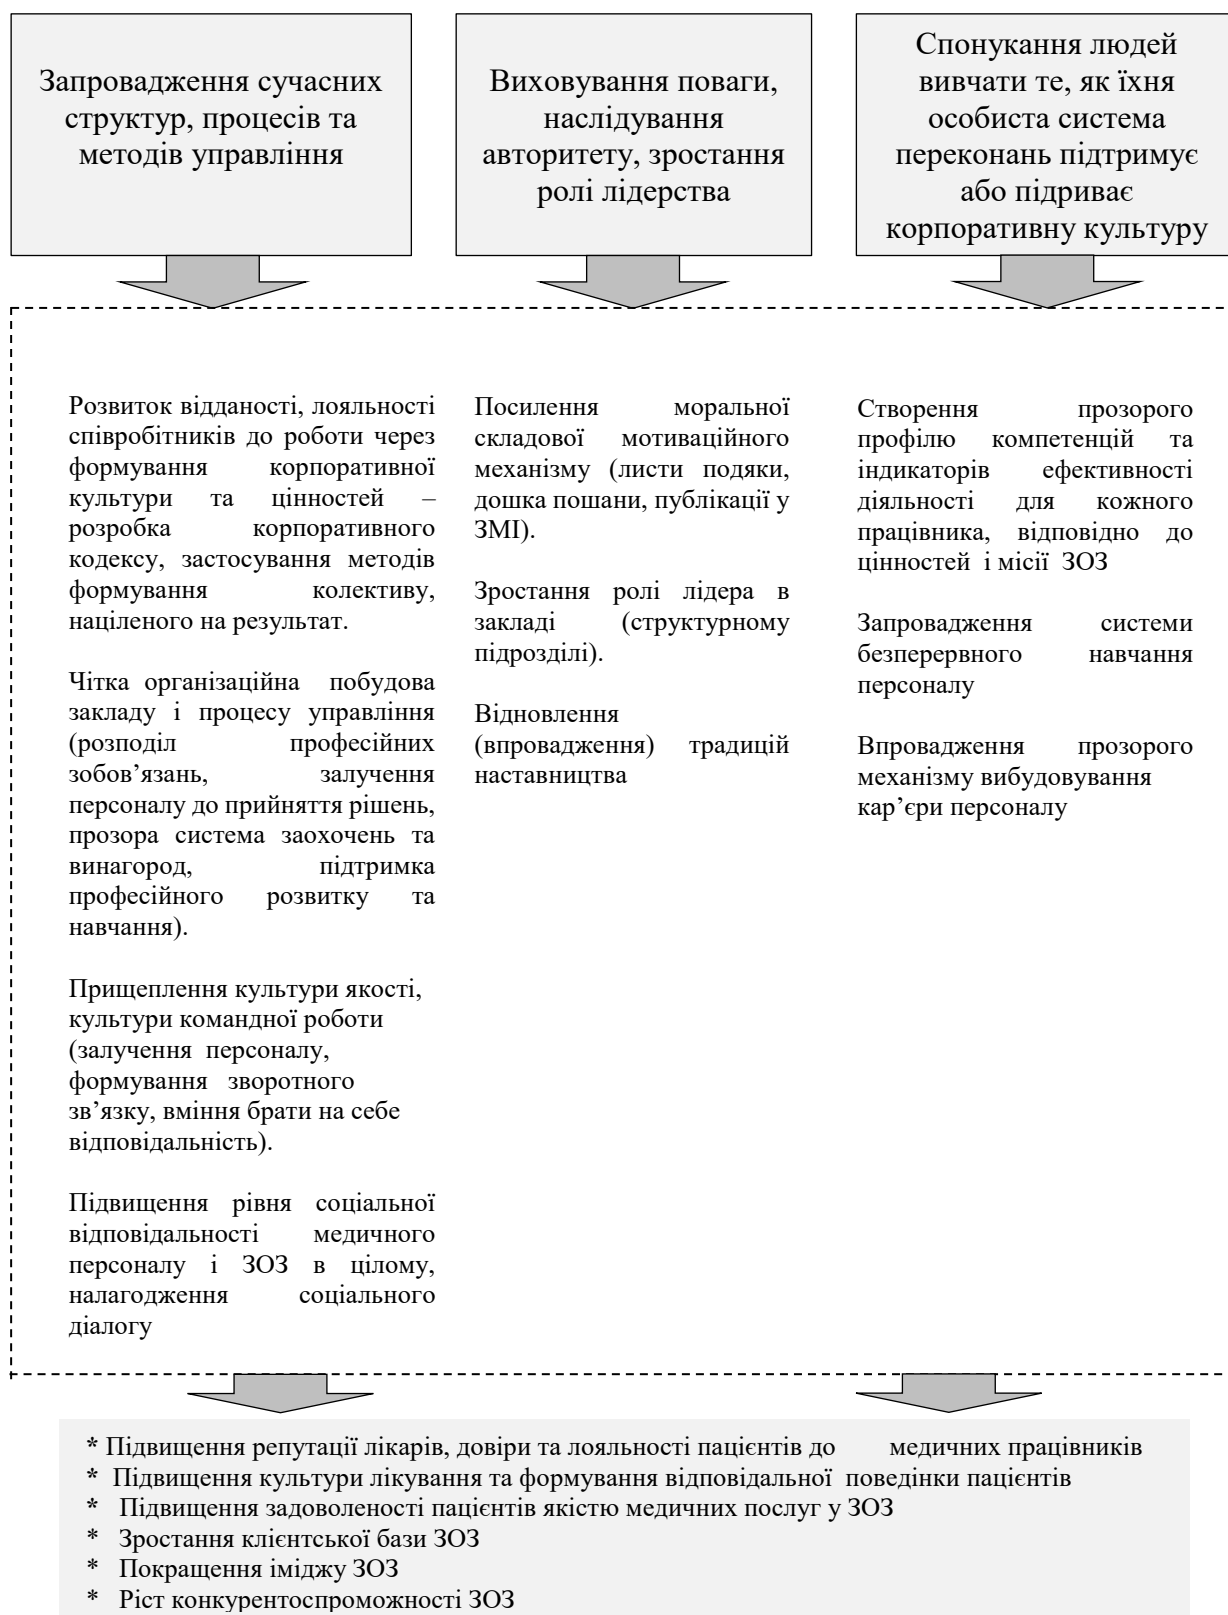 Запровадження сучасних
структур, процесів та
методів управління
Виховування поваги,
наслідування
авторитету, зростання
ролі лідерства
Спонукання людей
вивчати те, як їхня
особиста система
переконань підтримує
або підриває
корпоративну культуру
Розвиток відданості, лояльності
співробітників до роботи через
формування корпоративної
культури та цінностей –
розробка корпоративного
кодексу, застосування методів
формування колективу,
націленого на результат.
Чітка організаційна побудова
закладу і процесу управління
(розподіл професійних
зобов’язань, залучення
персоналу до прийняття рішень,
прозора система заохочень та
винагород, підтримка
професійного розвитку та
навчання).
Прищеплення культури якості,
культури командної роботи
(залучення персоналу,
формування зворотного
зв’язку, вміння брати на себе
відповідальність).
Підвищення рівня соціальної
відповідальності медичного
персоналу і ЗОЗ в цілому,
налагодження соціального
діалогу
Посилення моральної
складової мотиваційного
механізму (листи подяки,
дошка пошани, публікації у
ЗМІ).
Зростання ролі лідера в
закладі (структурному
підрозділі).
Відновлення
(впровадження) традицій
наставництва
Створення прозорого
профілю компетенцій та
індикаторів ефективності
діяльності для кожного
працівника, відповідно до
цінностей і місії ЗОЗ
Запровадження системи
безперервного навчання
персоналу
Впровадження прозорого
механізму вибудовування
кар’єри персоналу
* Підвищення репутації лікарів, довіри та лояльності пацієнтів до медичних працівників
* Підвищення культури лікування та формування відповідальної поведінки пацієнтів
* Підвищення задоволеності пацієнтів якістю медичних послуг у ЗОЗ
* Зростання клієнтської бази ЗОЗ
* Покращення іміджу ЗОЗ
* Ріст конкурентоспроможності ЗОЗ